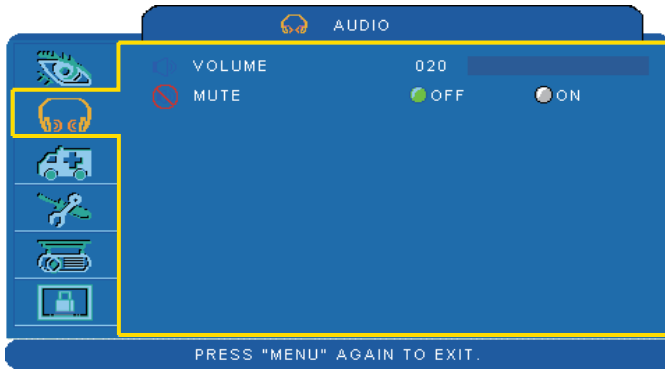 AUDIO
VOLUME 020
MUTE OFF ON
PRESS "MENU" AGAIN TO EXIT.